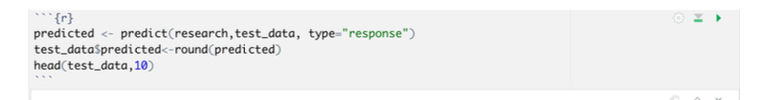 ```{r}
predicted <- predict(research,test_data, type="response")
test_data$predicted<-round(predicted)
head(test_data,10)
```